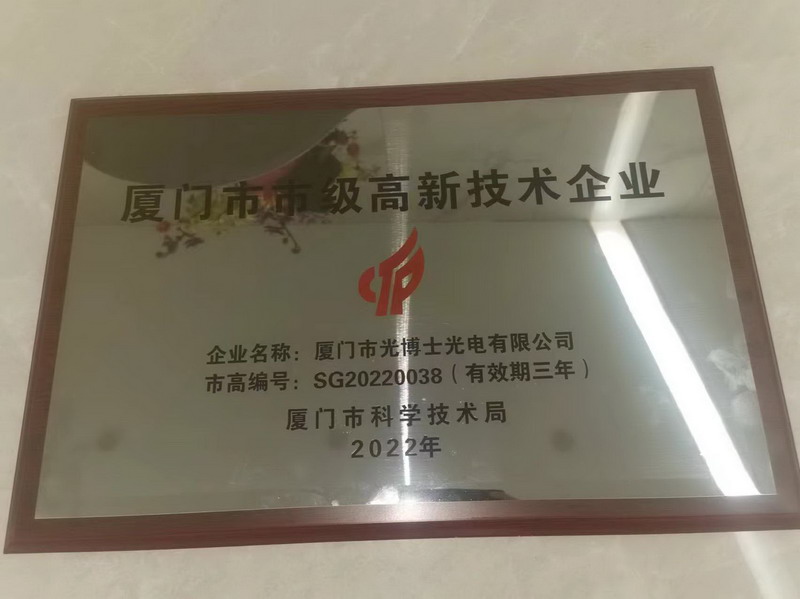 厦门市市级高新技术企业
企业名称：厦门市光博士光电有限公司
市高编号：SG20220038（有效期三年）
厦门市科学技术局
2022年